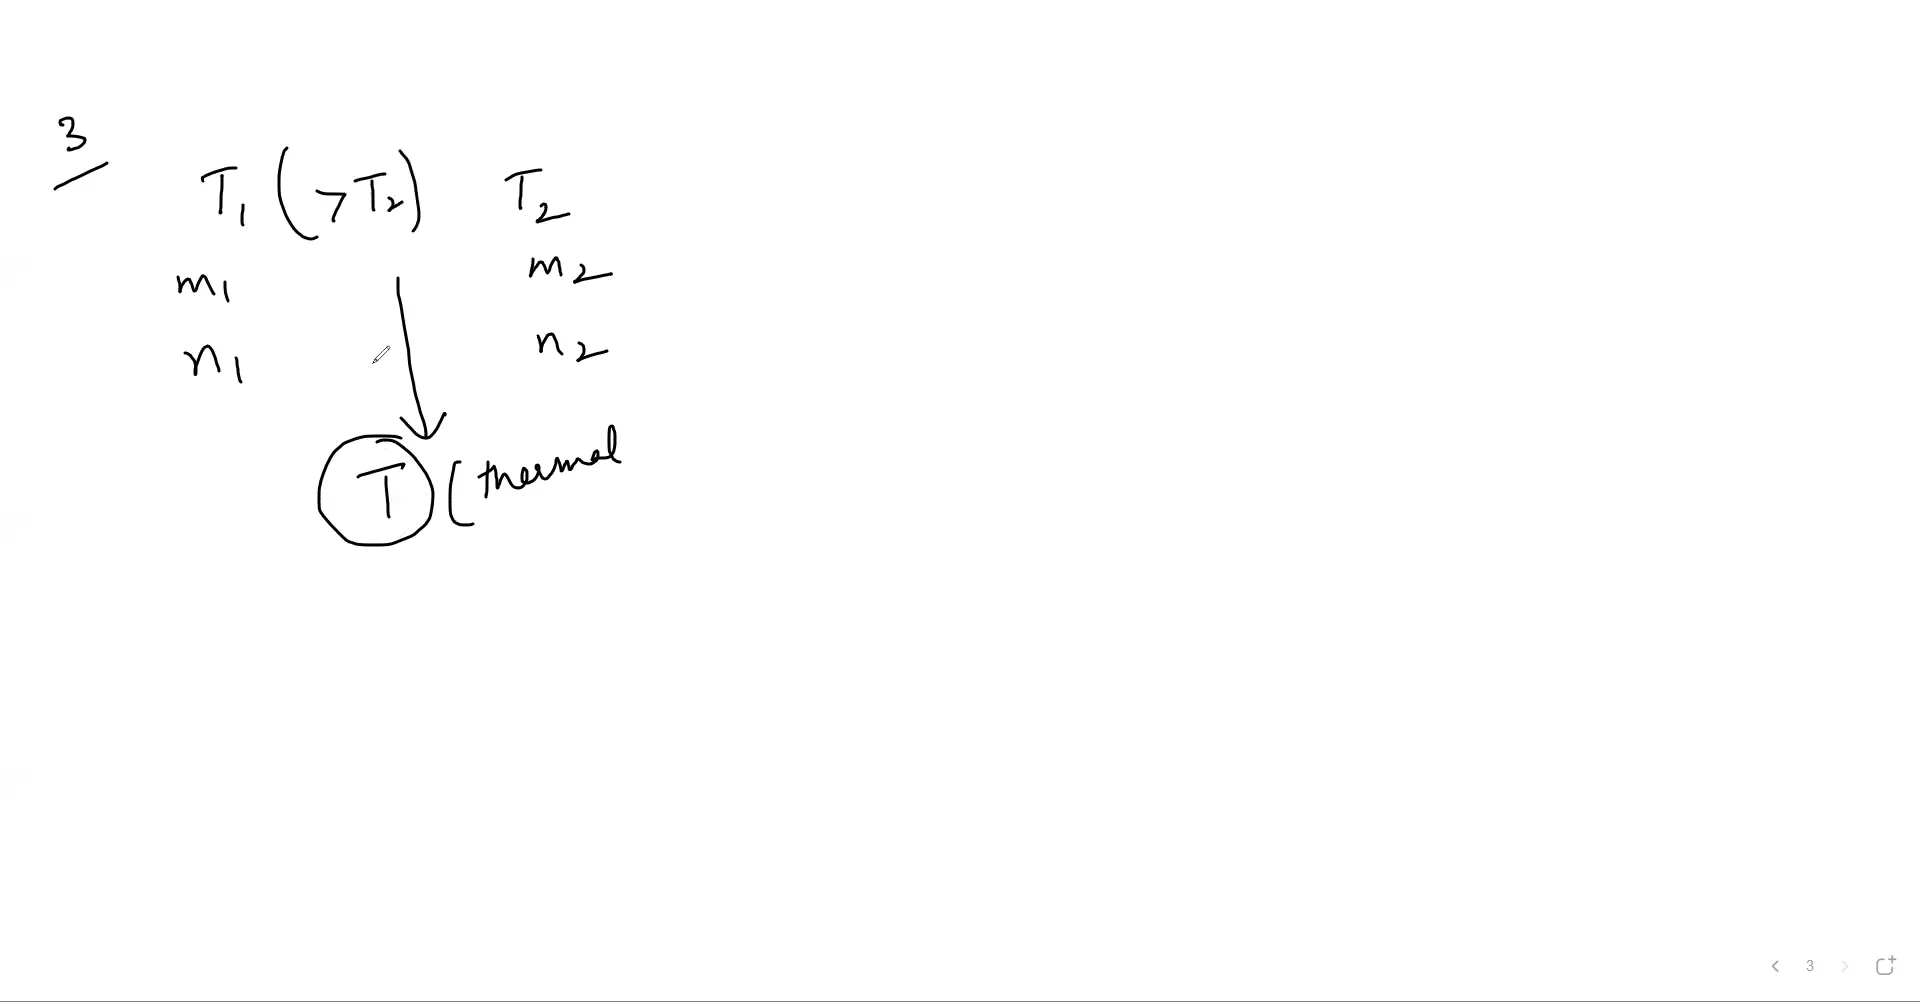 3
T₁ (>T₂) T₂
m₁ m₂
n₁ n₂
T (thermal
3